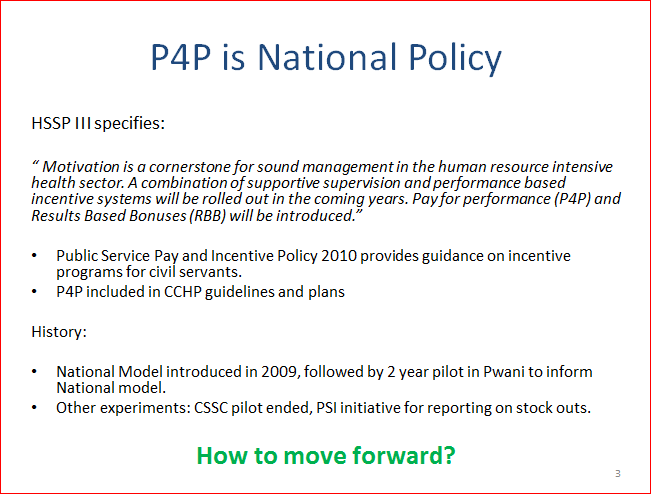 P4P is National Policy
HSSP III specifies:
“ Motivation is a cornerstone for sound management in the human resource intensive
health sector. A combination of supportive supervision and performance based
incentive systems will be rolled out in the coming years. Pay for performance (P4P) and
Results Based Bonuses (RBB) will be introduced.”
• Public Service Pay and Incentive Policy 2010 provides guidance on incentive
programs for civil servants.
• P4P included in CCHP guidelines and plans
History:
• National Model introduced in 2009, followed by 2 year pilot in Pwani to inform
National model.
• Other experiments: CSSC pilot ended, PSI initiative for reporting on stock outs.
How to move forward?
3